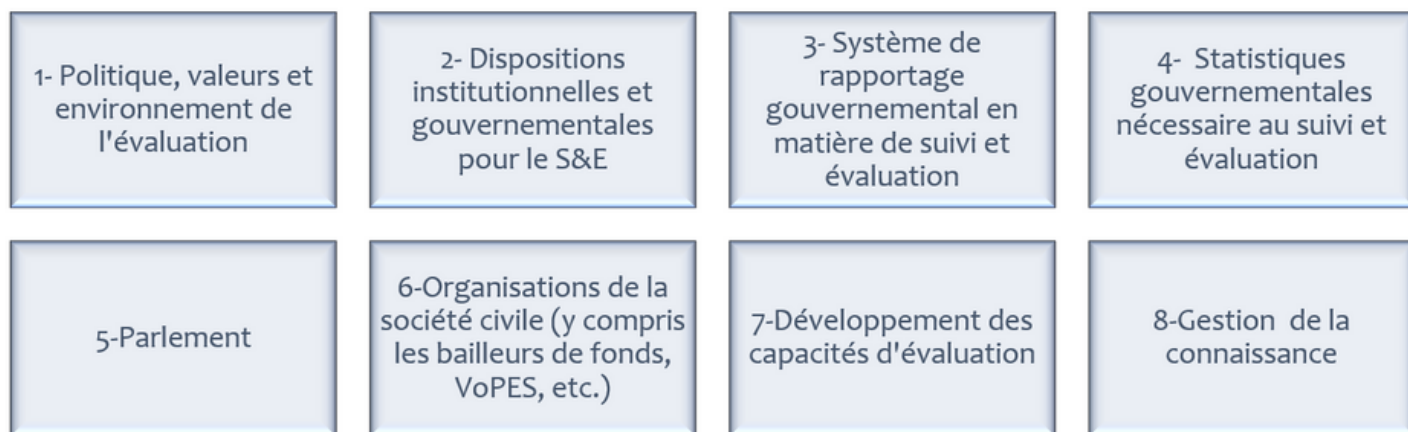 1- Politique, valeurs et
environnement de
l'évaluation
2- Dispositions
institutionnelles et
gouvernementales
pour le S&E
3- Système de
rapportage
gouvernemental en
matière de suivi et
évaluation
4- Statistiques
gouvernementales
nécessaire au suivi et
évaluation
5-Parlement
6-Organisations de la
société civile (y compris
les bailleurs de fonds,
VoPES, etc.)
7-Développement des
capacités d'évaluation
8-Gestion de la
connaissance